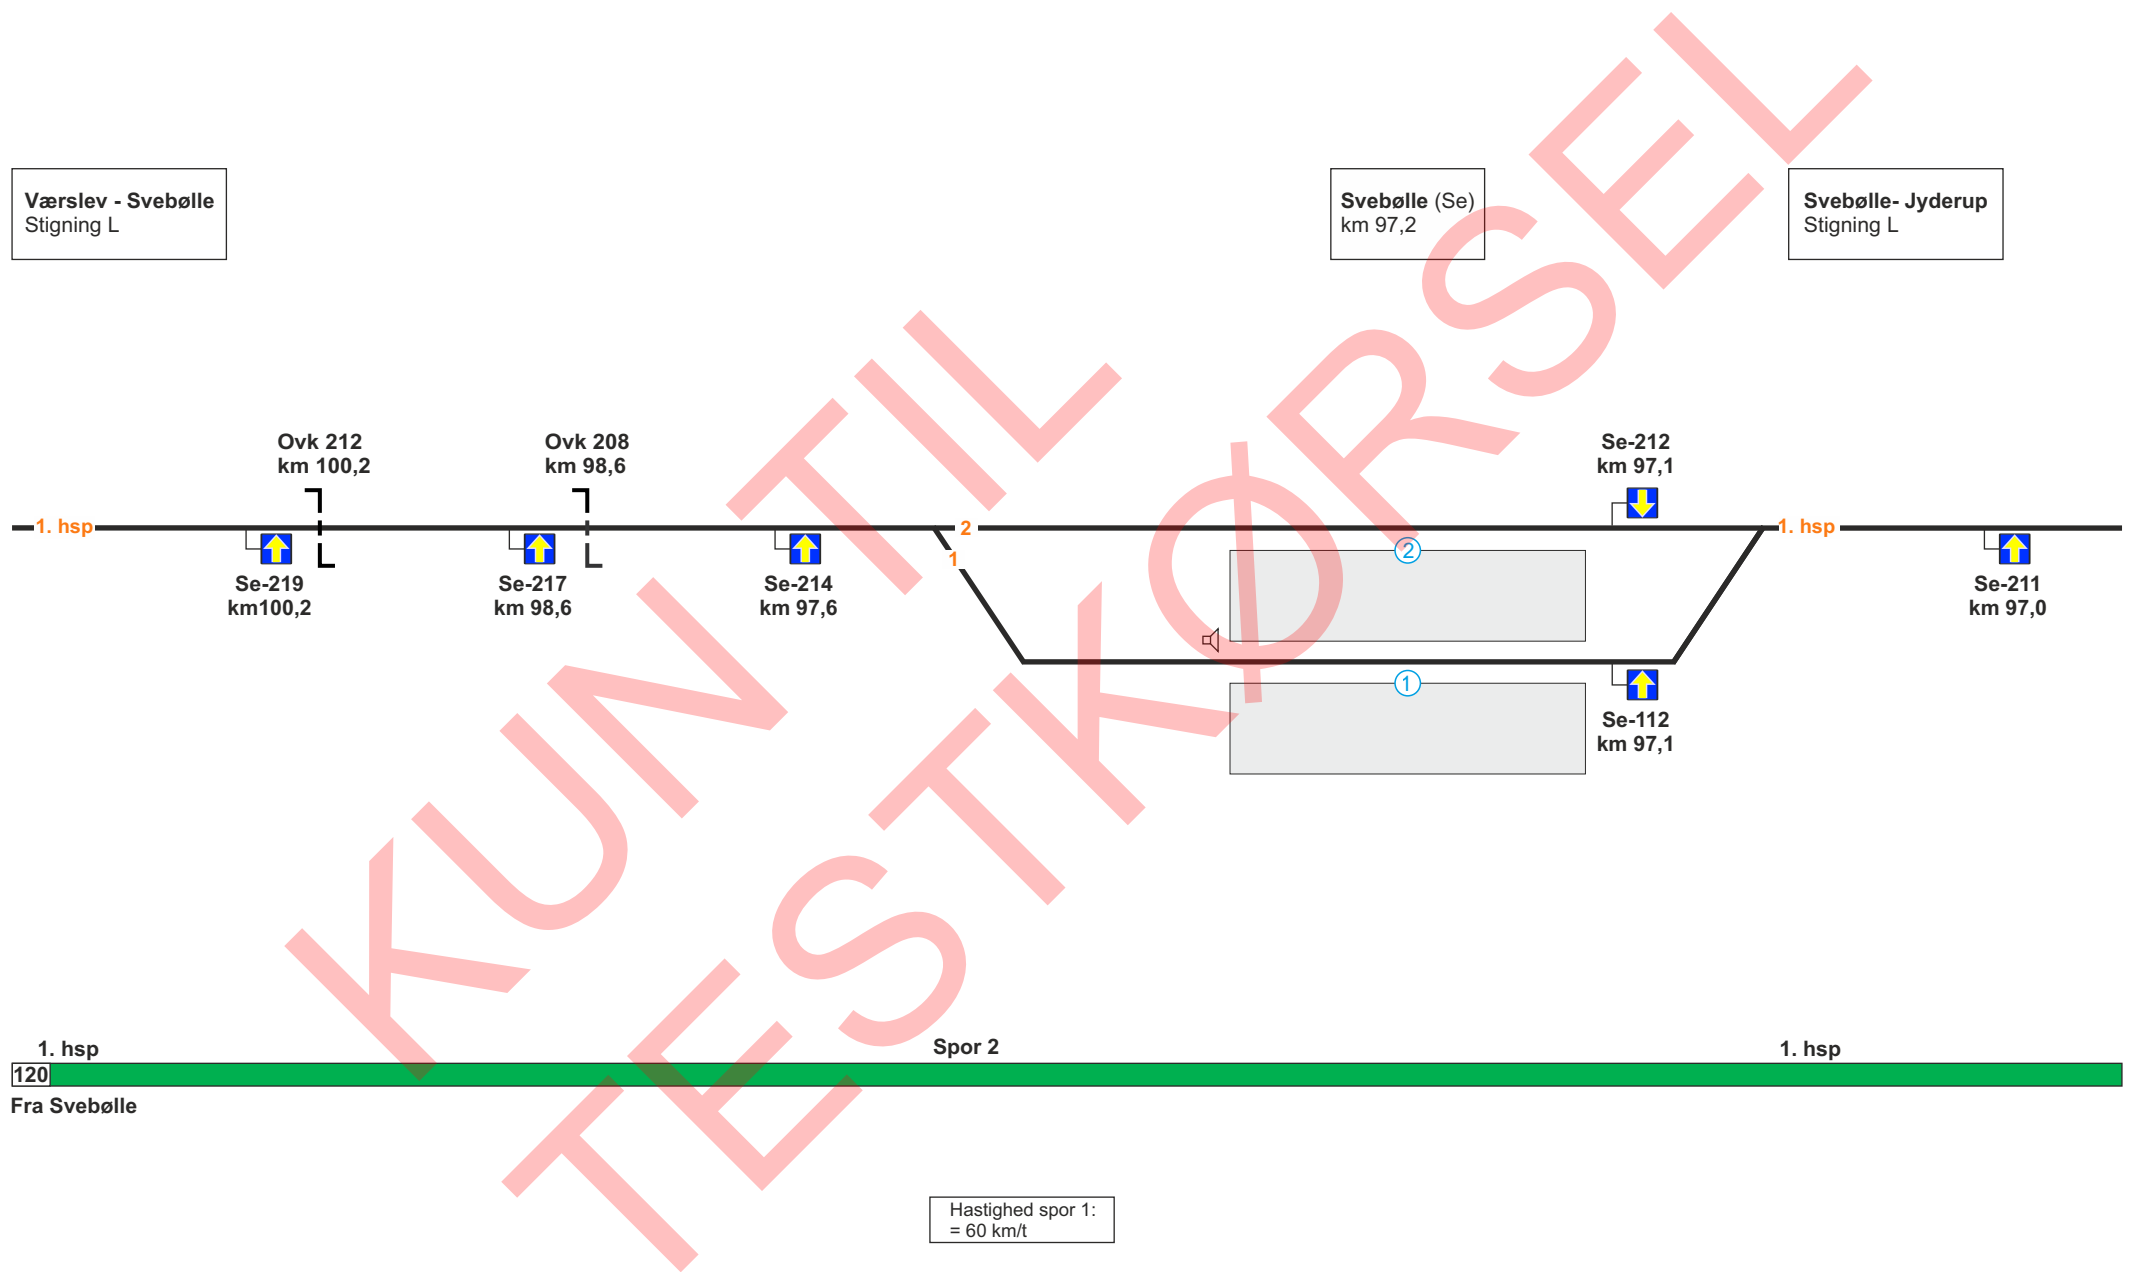 Værslev - Svebølle
Stigning L
Svebølle (Se)
km 97,2
Svebølle- Jyderup
Stigning L
Ovk 212
km 100,2
Ovk 208
km 98,6
Se-212
km 97,1
1. hsp
2
1. hsp
1
2
Se-219
km100,2
Se-217
km 98,6
Se-214
km 97,6
Se-211
km 97,0
1
Se-112
km 97,1
KUN TIL
TESTKØRSEL
1. hsp
Spor 2
1. hsp
120
Fra Svebølle
Hastighed spor 1:
= 60 km/t